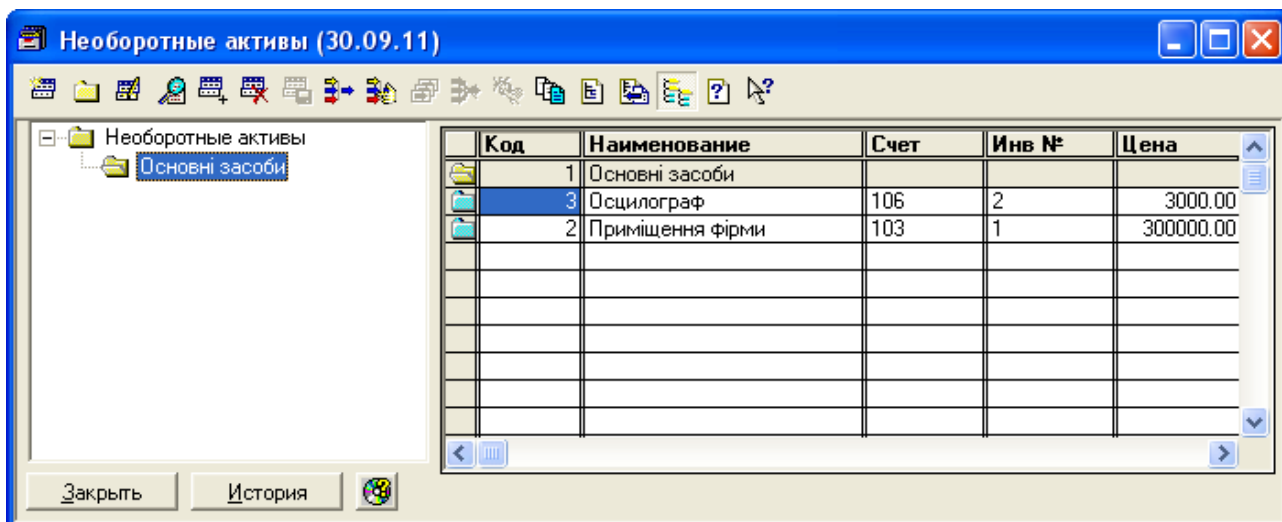 Необоротные активы (30.09.11)
Необоротные активы
Основні засоби
Код Наименование Счет Инв № Цена
1 Основні засоби
3 Осцилограф 106 2 3000.00
2 Приміщення фірми 103 1 300000.00
Закрыть История